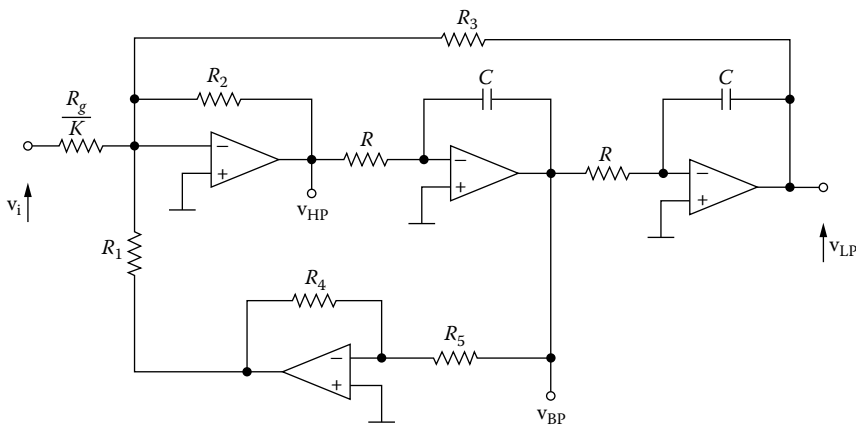 R3
R2
C
C
Rg
K
R
R
vi
vHP
vLP
R1
R4
R5
vBP
− +
− +
− +
− +